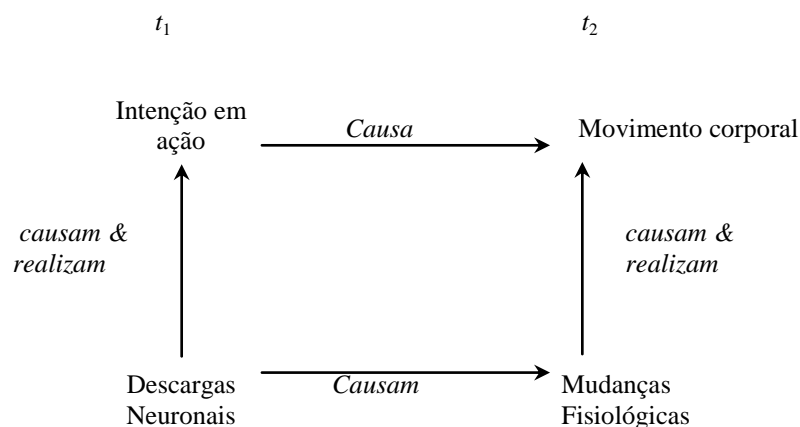 t1 t2
Intenção em
ação
Causa
Movimento corporal
causam &
realizam
causam &
realizam
Descargas
Neuronais
Causam
Mudanças
Fisiológicas